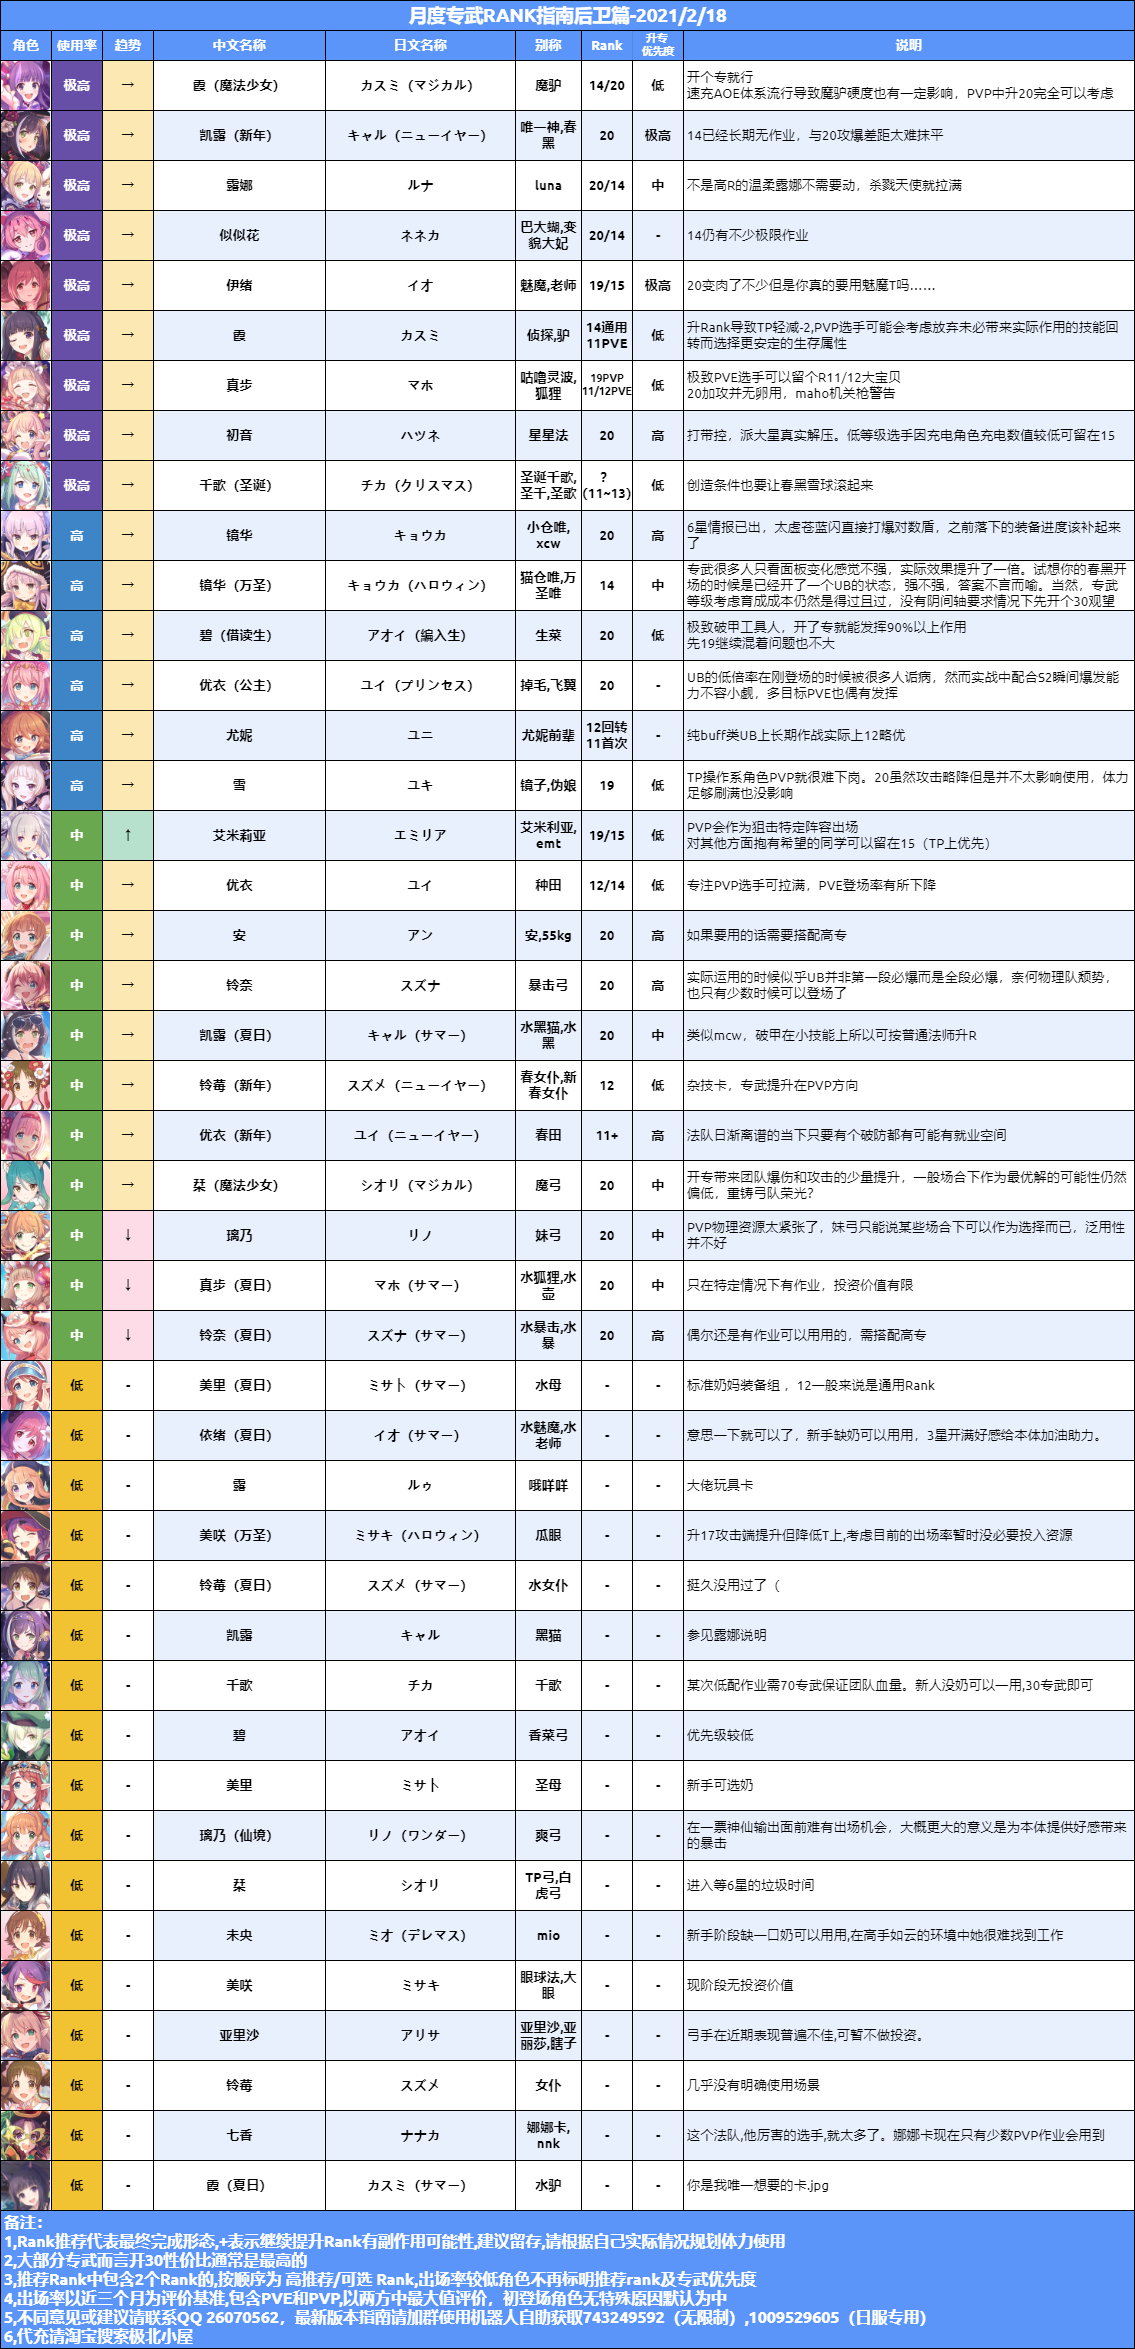 月度专武RANK指南后卫篇-2021/2/18
角色 使用率 趋势 中文名称 日文名称 别称 Rank 升专优先度 说明
极高 → 霞（魔法少女） カスミ（マジカル） 魔驴 14/20 低 开个专就行
速充AOE体系流行导致魔驴硬度也有一定影响，PVP中升20完全可以考虑
极高 → 凯露（新年） キャル（ニューイヤー） 唯一神,春黑 20 极高 14已经长期无作业，与20攻爆差距太难抹平
极高 → 露娜 ルナ luna 20/14 中 不是高R的温柔露娜不需要动，杀戮天使就拉满
极高 → 似似花 ネネカ 巴大蝴,变貌大妃 20/14 - 14仍有不少极限作业
极高 → 伊绪 イオ 魅魔,老师 19/15 极高 20变肉了不少但是你真的要用魅魔T吗……
极高 → 霞 カスミ 侦探,驴 14通用 11PVE 低 升Rank导致TP轻减-2,PVP选手可能会考虑放弃未必带来实际作用的技能回
转而选择更安定的生存属性
极高 → 真步 マホ 咕噜灵波,狐狸 19PVP 11/12PVE 低 极致PVE选手可以留个R11/12大宝贝
20加攻并无卵用，maho机关枪警告
极高 → 初音 ハツネ 星星法 20 高 打带控，派大星真实解压。低等级选手因充电角色充电数值较低可留在15
极高 → 千歌（圣诞） チカ（クリスマス） 圣诞千歌,圣千,圣歌 ？(11~13) 低 创造条件也要让春黑雪球滚起来
高 → 镜华 キョウカ 小仓唯,xcw 20 高 6星情报已出，太虚苍蓝闪直接打爆对数盾，之前落下的装备进度该补起来
了
高 → 镜华（万圣） キョウカ（ハロウィン） 猫仓唯,万圣唯 14 中 专武很多人只看面板变化感觉不强，实际效果提升了一倍。试想你的春黑开
场的时候是已经开了一个UB的状态，强不强，答案不言而喻。当然，专武
等级考虑育成成本仍然是得过且过，没有阴间轴要求情况下先开个30观望
高 → 碧（借读生） アオイ（編入生） 生菜 20 低 极致破甲工具人，开了专就能发挥90%以上作用
先19继续混着问题也不大
高 → 优衣（公主） ユイ（プリンセス） 掉毛,飞翼 20 - UB的低倍率在刚登场的时候被很多人诟病，然而实战中配合S2瞬间爆发能
力不容小觑，多目标PVE也偶有发挥
高 → 尤妮 ユニ 尤妮前辈 12回转 11首次 - 纯buff类UB上长期作战实际上12略优
高 → 雪 ユキ 镜子,伪娘 19 低 TP操作系角色PVP就很难下岗。20虽然攻击略降但是并不太影响使用，体力
足够刷满也没影响
中 ↑ 艾米莉亚 エミリア 艾米利亚,emt 19/15 低 PVP会作为狙击特定阵容出场
对其他方面抱有希望的同学可以留在15（TP上优先）
中 → 优衣 ユイ 种田 12/14 低 专注PVP选手可拉满，PVE登场率有所下降
中 → 安 アン 安,55kg 20 高 如果要用的话需要搭配高专
中 → 铃奈 スズナ 暴击弓 20 高 实际运用的时候似乎UB并非第一段必爆而是全段必爆，奈何物理队颓势，
也只有少数时候可以登场了
中 → 凯露（夏日） キャル（サマー） 水黑猫,水黑 20 中 类似mcw，破甲在小技能上所以可按普通法师升R
中 → 铃莓（新年） スズメ（ニューイヤー） 春女仆,新春女仆 12 低 杂技卡，专武提升在PVP方向
中 → 优衣（新年） ユイ（ニューイヤー） 春田 11+ 高 法队日渐离谱的当下只要有个破防都有可能有就业空间
中 → 栞（魔法少女） シオリ（マジカル） 魔弓 20 中 开专带来团队爆伤和攻击的少量提升，一般场合下作为最优解的可能性仍然
偏低，重铸弓队荣光？
中 ↓ 璃乃 リノ 妹弓 20 中 PVP物理资源太紧张了，妹弓只能说某些场合下可以作为选择而已，泛用性
并不好
中 ↓ 真步（夏日） マホ（サマー） 水狐狸,水壶 20 中 只在特定情况下有作业，投资价值有限
中 ↓ 铃奈（夏日） スズナ（サマー） 水暴击,水暴 20 高 偶尔还是有作业可以用用的，需搭配高专
低 - 美里（夏日） ミサト（サマー） 水母 - - 标准奶妈装备组 ，12一般来说是通用Rank
低 - 依绪（夏日） イオ（サマー） 水魅魔,水老师 - - 意思一下就可以了，新手缺奶可以用用，3星开满好感给本体加油助力。
低 - 露 ルゥ 哦咩咩 - - 大佬玩具卡
低 - 美咲（万圣） ミサキ（ハロウィン） 瓜眼 - - 升17攻击端提升但降低T上,考虑目前的出场率暂时没必要投入资源
低 - 铃莓（夏日） スズメ（サマー） 水女仆 - - 挺久没用过了（
低 - 凯露 キャル 黑猫 - - 参见露娜说明
低 - 千歌 チカ 千歌 - - 某次低配作业需70专武保证团队血量。新人没奶可以一用,30专武即可
低 - 碧 アオイ 香菜弓 - - 优先级较低
低 - 美里 ミサト 圣母 - - 新手可选奶
低 - 璃乃（仙境） リノ（ワンダー） 爽弓 - - 在一票神仙输出面前难有出场机会，大概更大的意义是为本体提供好感带来
的暴击
低 - 栞 シオリ TP弓,白虎弓 - - 进入等6星的垃圾时间
低 - 未央 ミオ（デレマス） mio - - 新手阶段缺一口奶可以用用,在高手如云的环境中她很难找到工作
低 - 美咲 ミサキ 眼球法,大眼 - - 现阶段无投资价值
低 - 亚里沙 アリサ 亚里沙,亚丽莎,瞎子 - - 弓手在近期表现普遍不佳,可暂不做投资。
低 - 铃莓 スズメ 女仆 - - 几乎没有明确使用场景
低 - 七香 ナナカ 娜娜卡,nnk - - 这个法队,他厉害的选手,就太多了。娜娜卡现在只有少数PVP作业会用到
低 - 霞（夏日） カスミ（サマー） 水驴 - - 你是我唯一想要的卡.jpg
备注：
1,Rank推荐代表最终完成形态,+表示继续提升Rank有副作用可能性,建议留存,请根据自己实际情况规划体力使用
2,大部分专武而言开30性价比通常是最高的
3,推荐Rank中包含2个Rank的,按顺序为 高推荐/可选 Rank,出场率较低角色不再标明推荐rank及专武优先度
4,出场率以近三个月为评价基准,包含PVE和PVP,以两方中最大值评价，初登场角色无特殊原因默认为中
5,不同意见或建议请联系QQ 26070562，最新版本指南请加群使用机器人自助获取743249592（无限制）,1009529605（日服专用）
6,代充请淘宝搜索极北小屋